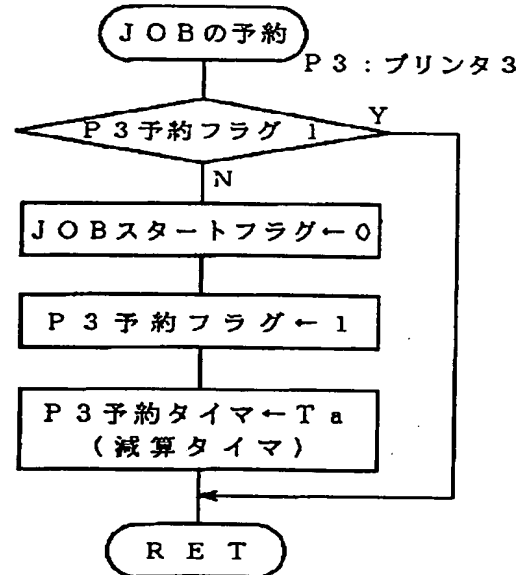 JOBの予約
P3:プリンタ3
P3予約フラグ 1
Y
N
JOBスタートフラグ←0
P3予約フラグ←1
P3予約タイマ←Ta
(減算タイマ)
RET